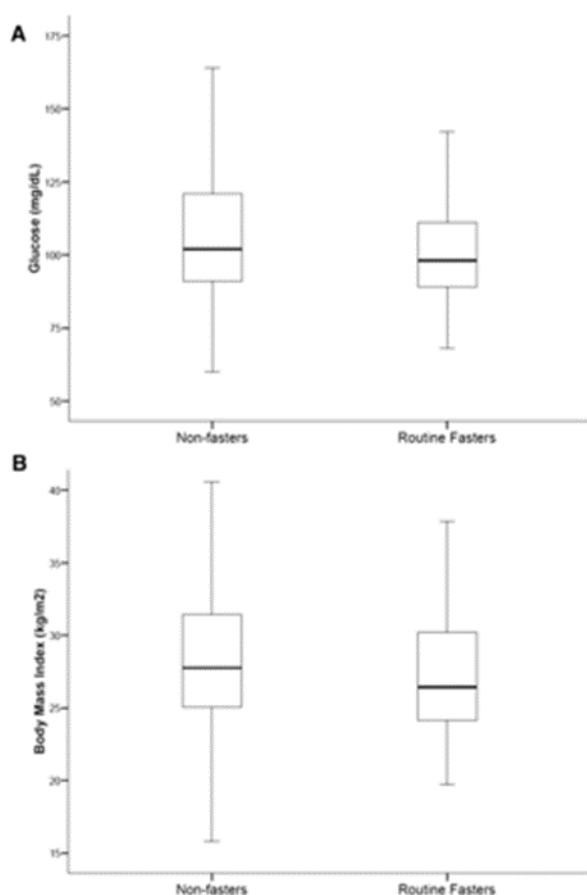 A
175
150
125
100
75
50
Glucose (mg/dL)
Non-fasters Routine Fasters
B
40
35
30
25
20
15
Body Mass Index (kg/m2)
Non-fasters Routine Fasters